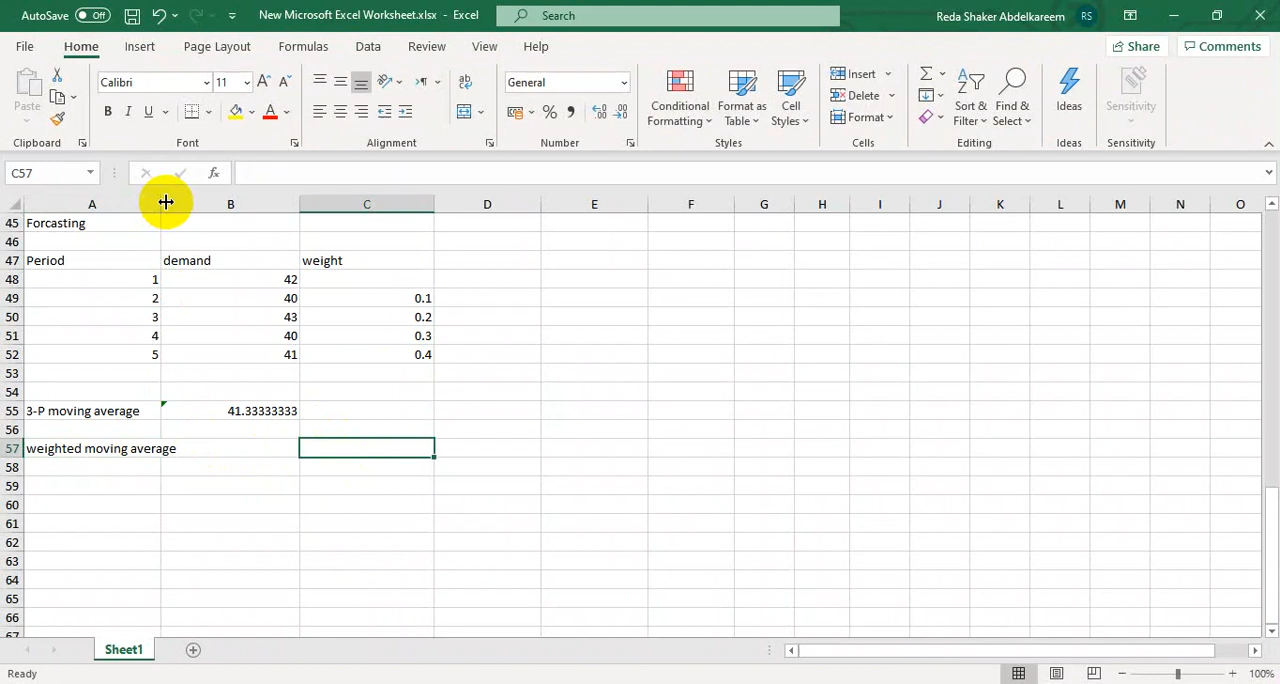 AutoSave Off New Microsoft Excel Worksheet.xlsx - Excel Search Reda Shaker Abdelkareem RS
File Home Insert Page Layout Formulas Data Review View Help Share Comments
Paste Calibri 11 General Conditional Formatting Format as Table Cell Styles Insert Delete Format Sort & Filter Find & Select Ideas Sensitivity
Clipboard Font Alignment Number Styles Cells Editing Ideas Sensitivity
C57 fx
A B C D E F G H I J K L M N O
45 Forcasting
46
47 Period demand weight
48 1 42
49 2 40 0.1
50 3 43 0.2
51 4 40 0.3
52 5 41 0.4
53
54
55 3-P moving average 41.33333333
56
57 weighted moving average
58
59
60
61
62
63
64
65
66
67
Sheet1
Ready 100%